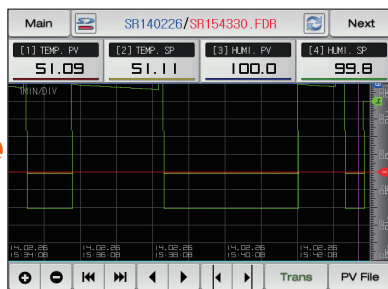 Main SR140226/SR154330.FDR Next
[1] TEMP. PV [2] TEMP. SP [3] HUMI. PV [4] HUMI. SP
51.09 51.11 100.0 99.8
1MIN/DIV
e
14.02.26 14.02.26 14.02.26 14.02.26 14.02.26
15:34:08 15:36:08 15:38:08 15:40:08 15:42:08
Trans PV File